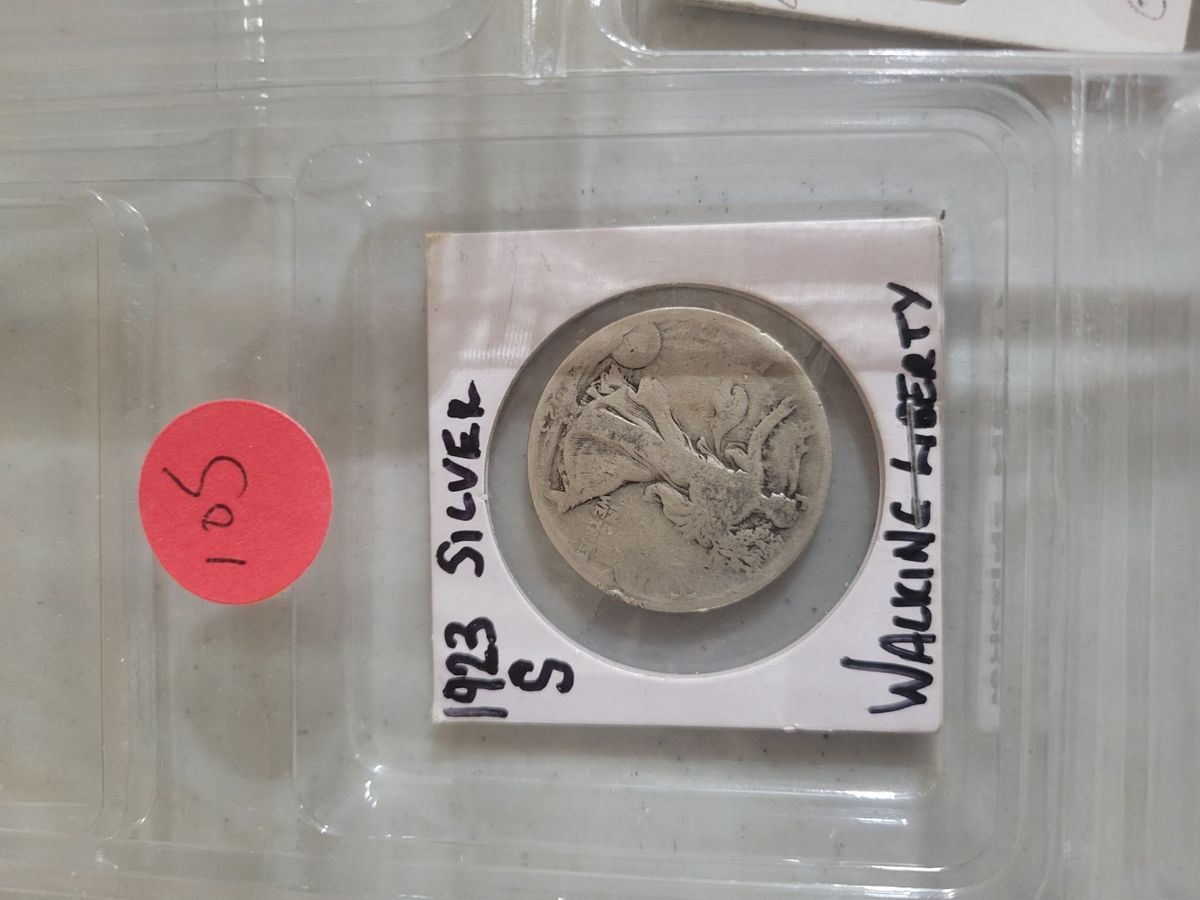 105
1923 SILVER
S
WALKING LIBERTY